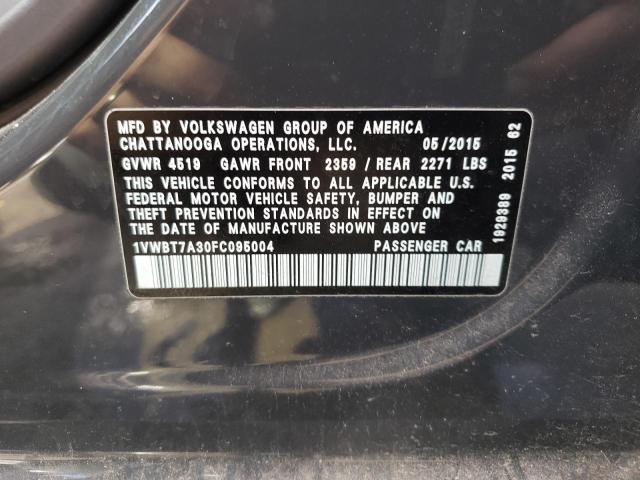 MFD BY VOLKSWAGEN GROUP OF AMERICA
CHATTANOOGA OPERATIONS, LLC. 05/2015
GVWR 4519 GAWR FRONT 2359 / REAR 2271 LBS
THIS VEHICLE CONFORMS TO ALL APPLICABLE U.S.
FEDERAL MOTOR VEHICLE SAFETY, BUMPER AND
THEFT PREVENTION STANDARDS IN EFFECT ON
THE DATE OF MANUFACTURE SHOWN ABOVE
1VWBT7A30FC095004 PASSENGER CAR
1929389 2015 62